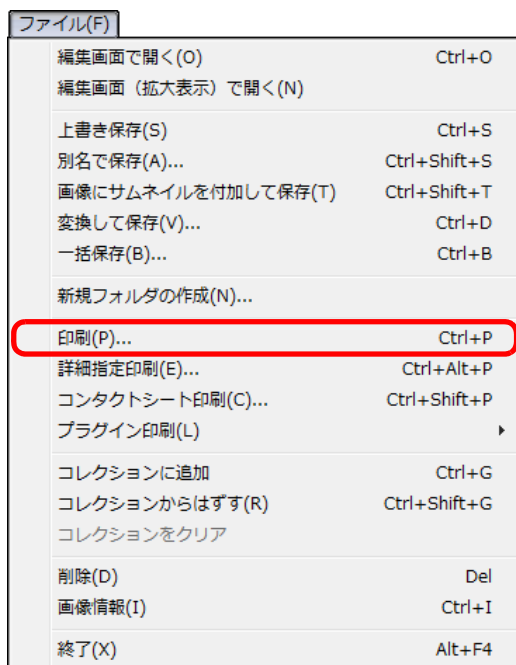 ファイル(F)
編集画面で開く(O) Ctrl+O
編集画面（拡大表示）で開く(N)
上書き保存(S) Ctrl+S
別名で保存(A)... Ctrl+Shift+S
画像にサムネイルを付加して保存(T) Ctrl+Shift+T
変換して保存(V)... Ctrl+D
一括保存(B)... Ctrl+B
新規フォルダの作成(N)...
印刷(P)... Ctrl+P
詳細指定印刷(E)... Ctrl+Alt+P
コンタクトシート印刷(C)... Ctrl+Shift+P
プラグイン印刷(L)
コレクションに追加 Ctrl+G
コレクションからはずす(R) Ctrl+Shift+G
コレクションをクリア
削除(D) Del
画像情報(I) Ctrl+I
終了(X) Alt+F4